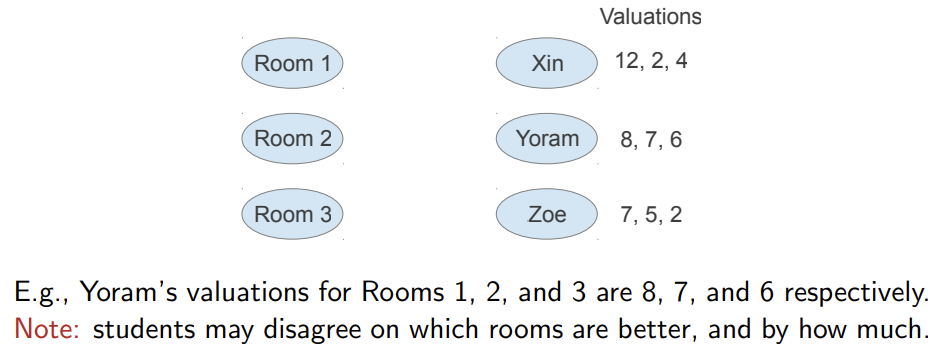 Valuations
Room 1 Xin 12, 2, 4
Room 2 Yoram 8, 7, 6
Room 3 Zoe 7, 5, 2
E.g., Yoram's valuations for Rooms 1, 2, and 3 are 8, 7, and 6 respectively.
Note: students may disagree on which rooms are better, and by how much.